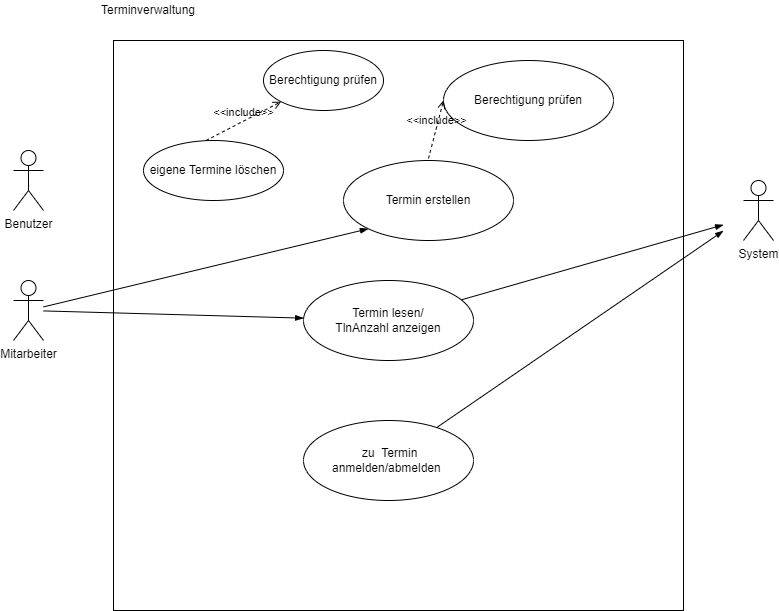 Terminverwaltung
Berechtigung prüfen
Berechtigung prüfen
<<include>>
<<include>>
eigene Termine löschen
Termin erstellen
Benutzer
System
Termin lesen/
TlnAnzahl anzeigen
Mitarbeiter
zu Termin
anmelden/abmelden